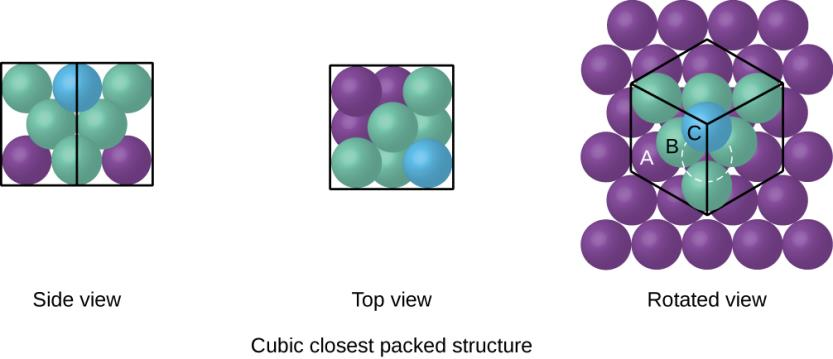 C
B
A
Side view
Top view
Rotated view
Cubic closest packed structure